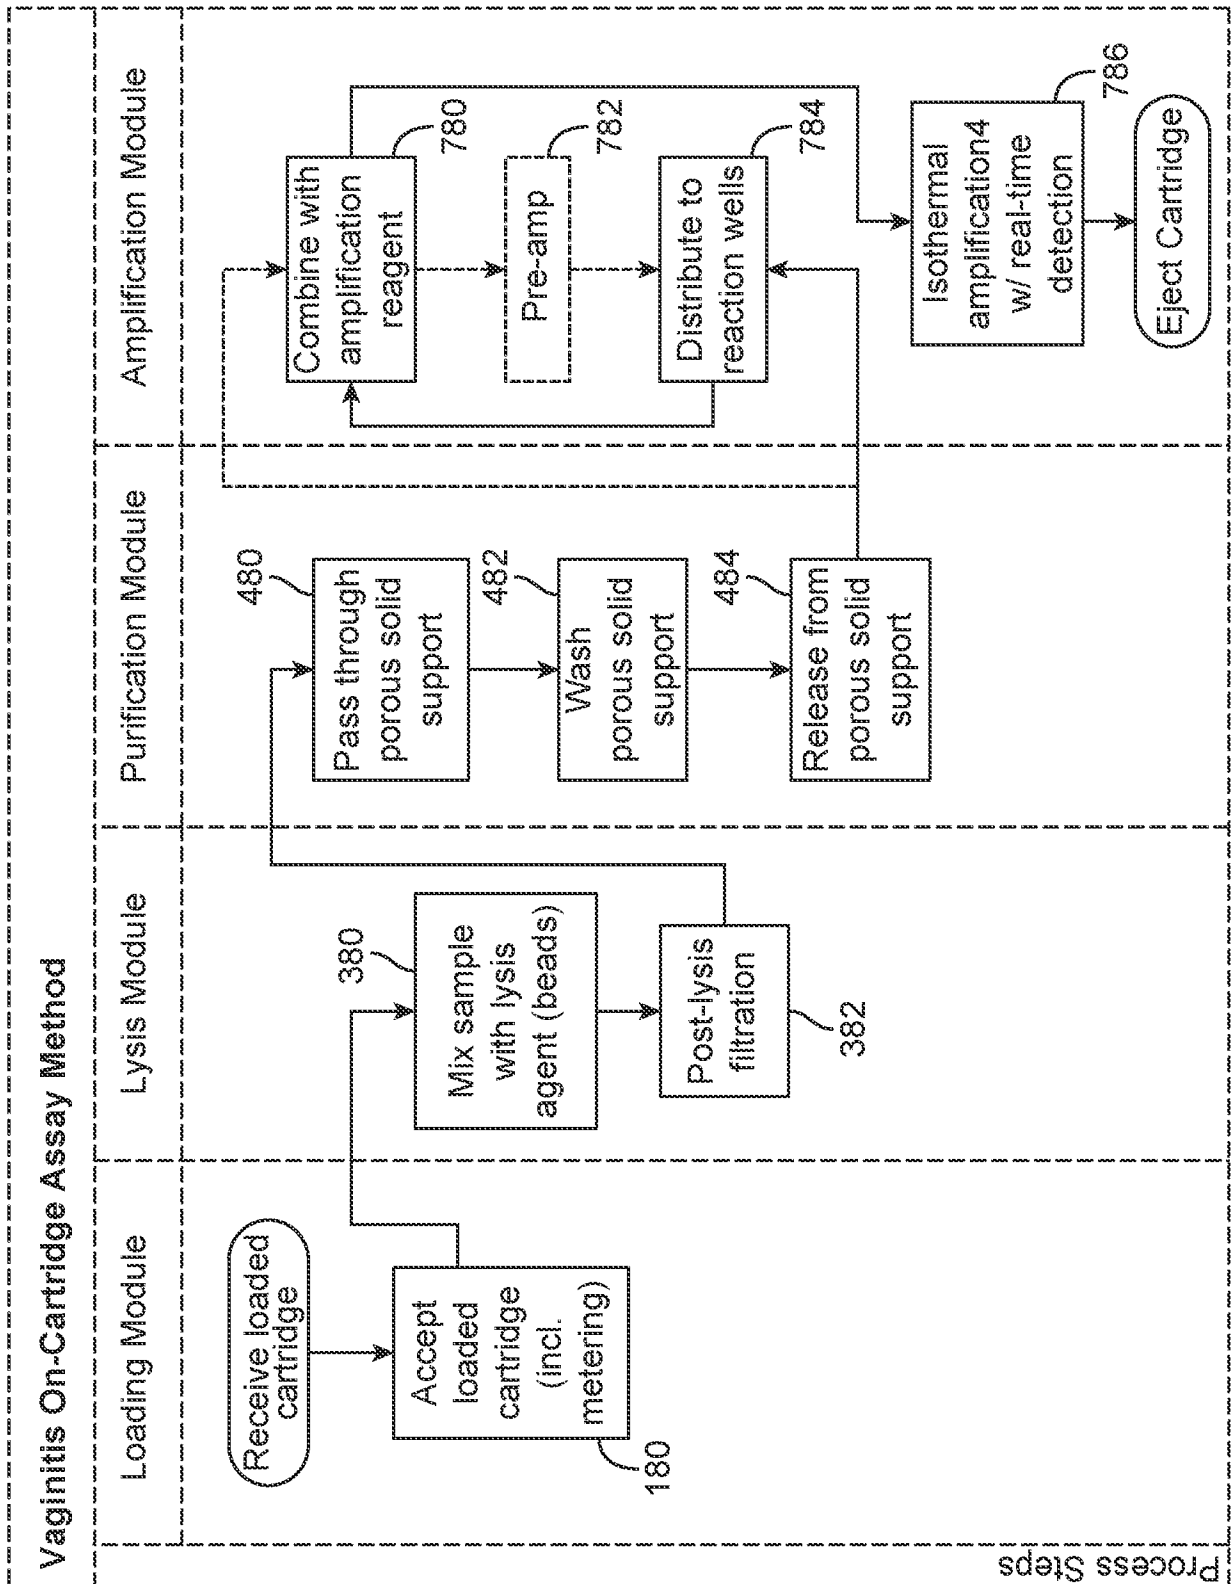 Vaginitis On-Cartridge Assay Method
Process Steps
Loading Module
Receive loaded
cartridge
Accept
loaded
cartridge
(incl.
metering)
180
Lysis Module
Mix sample
with lysis
agent (beads)
380
Post-lysis
filtration
382
Purification Module
Pass through
porous solid
support
480
Wash
porous solid
support
482
Release from
porous solid
support
484
Amplification Module
Combine with
amplification
reagent
780
Pre-amp
782
Distribute to
reaction wells
784
Isothermal
amplification4
w/ real-time
detection
786
Eject Cartridge